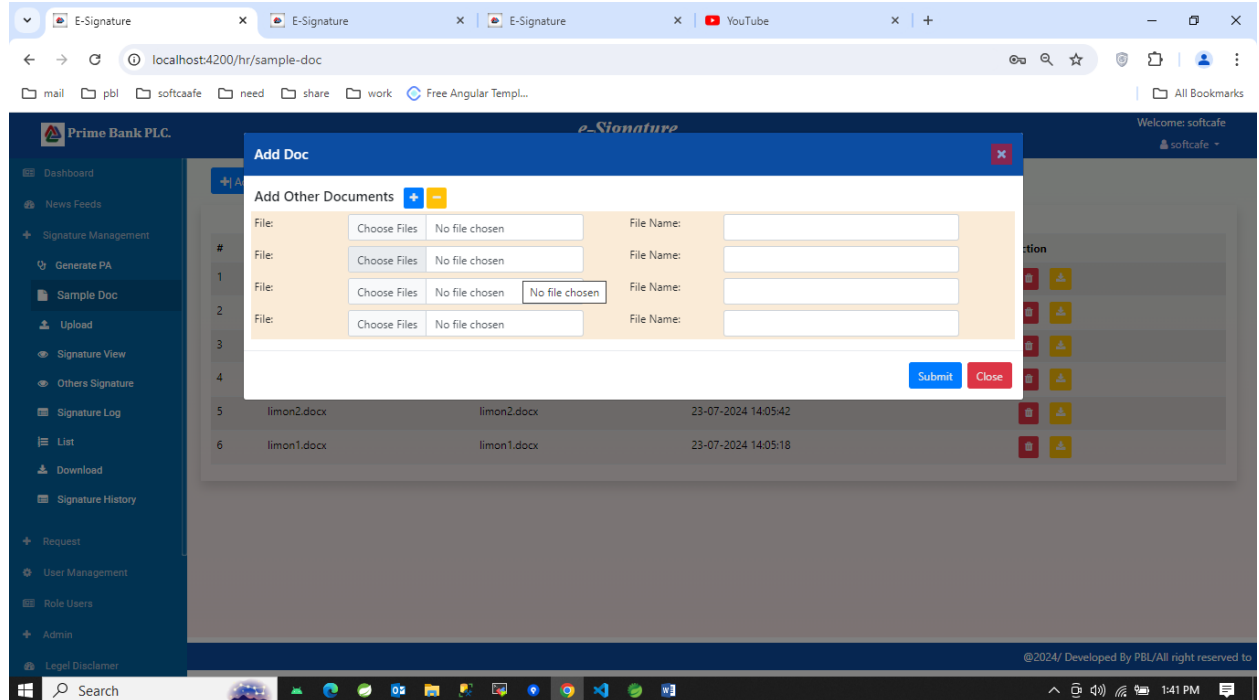 E-Signature
E-Signature
E-Signature
YouTube
localhost:4200/hr/sample-doc
mail pbl softcaafe need share work Free Angular Templ... All Bookmarks
Prime Bank PLC.
e-Signature
Welcome: softcafe
softcafe
Dashboard
News Feeds
Signature Management
Generate PA
Sample Doc
Upload
Signature View
Others Signature
Signature Log
List
Download
Signature History
Request
User Management
Role Users
Admin
Legel Disclamer
Add Doc
Add Other Documents
File: Choose Files No file chosen File Name:
File: Choose Files No file chosen File Name:
File: Choose Files No file chosen No file chosen File Name:
File: Choose Files No file chosen File Name:
Submit Close
#
1
2
3
4
5 limon2.docx limon2.docx 23-07-2024 14:05:42
6 limon1.docx limon1.docx 23-07-2024 14:05:18
@2024/ Developed By PBL/All right reserved to
Search
1:41 PM